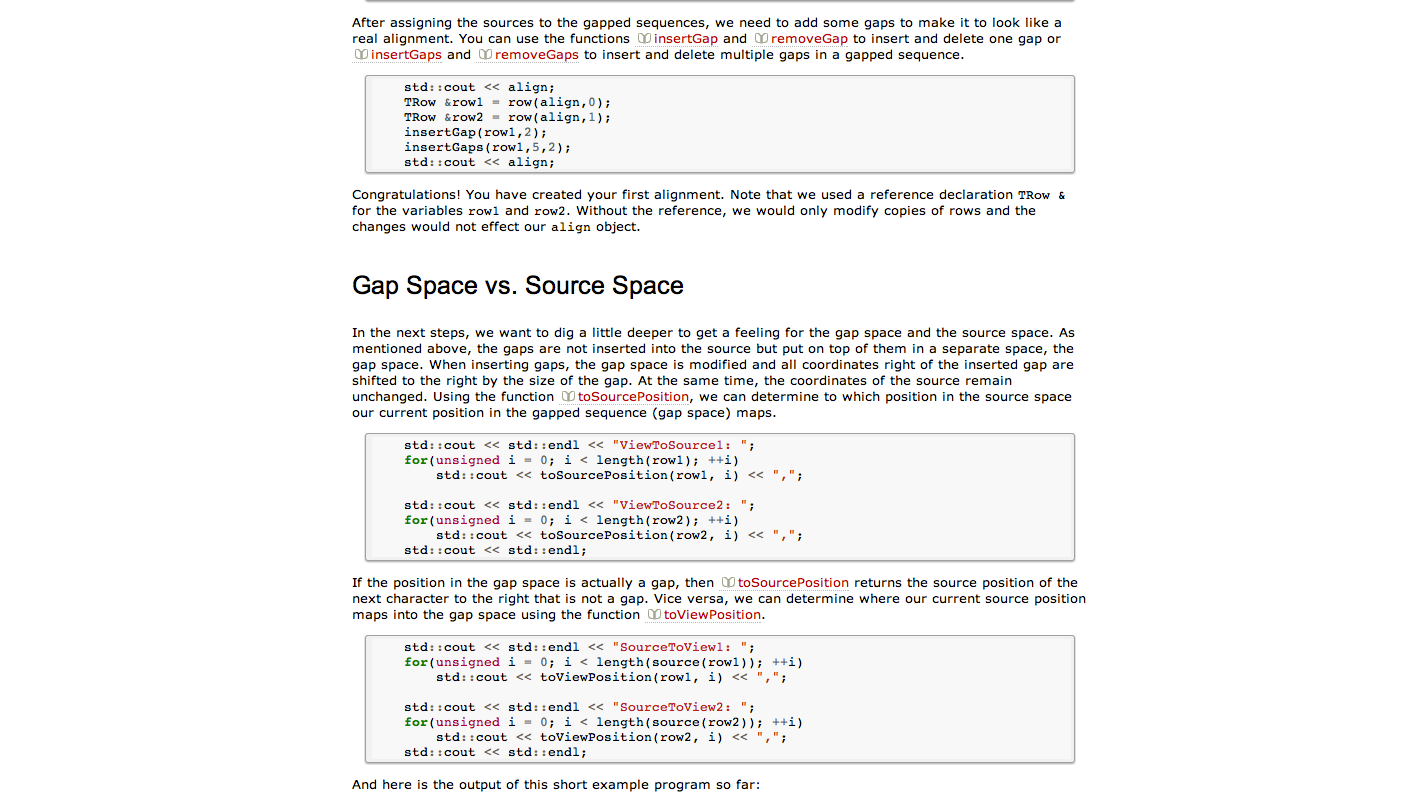 After assigning the sources to the gapped sequences, we need to add some gaps to make it to look like a
real alignment. You can use the functions insertGap and removeGap to insert and delete one gap or
insertGaps and removeGaps to insert and delete multiple gaps in a gapped sequence.
std::cout << align;
TRow &row1 = row(align,0);
TRow &row2 = row(align,1);
insertGap(row1,2);
insertGaps(row1,5,2);
std::cout << align;
Congratulations! You have created your first alignment. Note that we used a reference declaration TRow &
for the variables row1 and row2. Without the reference, we would only modify copies of rows and the
changes would not effect our align object.
Gap Space vs. Source Space
In the next steps, we want to dig a little deeper to get a feeling for the gap space and the source space. As
mentioned above, the gaps are not inserted into the source but put on top of them in a separate space, the
gap space. When inserting gaps, the gap space is modified and all coordinates right of the inserted gap are
shifted to the right by the size of the gap. At the same time, the coordinates of the source remain
unchanged. Using the function toSourcePosition, we can determine to which position in the source space
our current position in the gapped sequence (gap space) maps.
std::cout << std::endl << "ViewToSource1: ";
for(unsigned i = 0; i < length(row1); ++i)
    std::cout << toSourcePosition(row1, i) << ",";
std::cout << std::endl << "ViewToSource2: ";
for(unsigned i = 0; i < length(row2); ++i)
    std::cout << toSourcePosition(row2, i) << ",";
std::cout << std::endl;
If the position in the gap space is actually a gap, then toSourcePosition returns the source position of the
next character to the right that is not a gap. Vice versa, we can determine where our current source position
maps into the gap space using the function toViewPosition.
std::cout << std::endl << "SourceToView1: ";
for(unsigned i = 0; i < length(source(row1)); ++i)
    std::cout << toViewPosition(row1, i) << ",";
std::cout << std::endl << "SourceToView2: ";
for(unsigned i = 0; i < length(source(row2)); ++i)
    std::cout << toViewPosition(row2, i) << ",";
std::cout << std::endl;
And here is the output of this short example program so far: